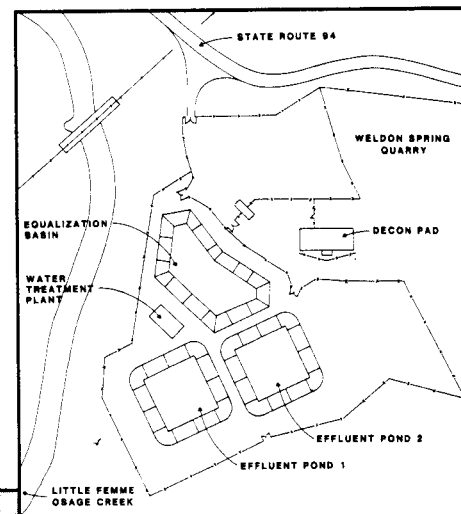 STATE ROUTE 94
WELDON SPRING
QUARRY
EQUALIZATION
BASIN
DECON PAD
WATER
TREATMENT
PLANT
EFFLUENT POND 2
EFFLUENT POND 1
LITTLE FEMME
OSAGE CREEK